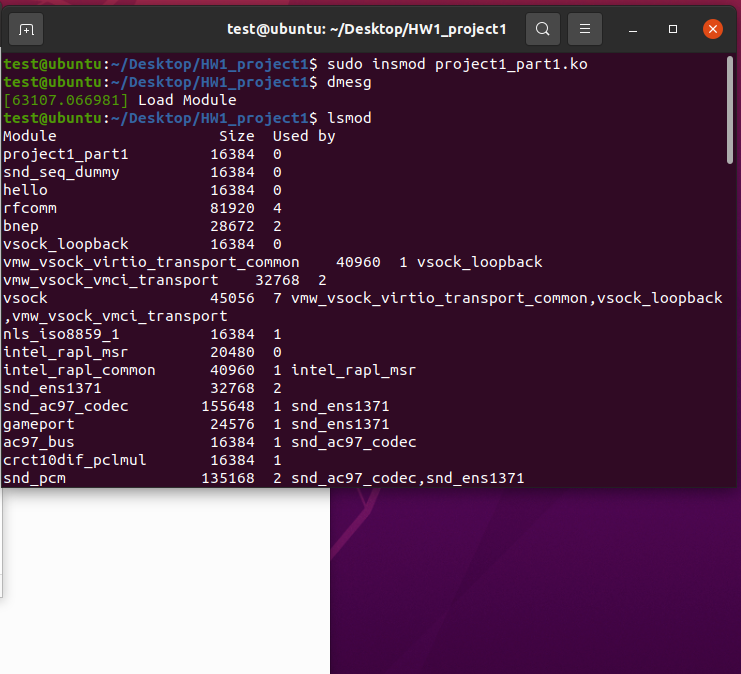 test@ubuntu: ~/Desktop/HW1_project1
test@ubuntu:~/Desktop/HW1_project1$ sudo insmod project1_part1.ko
test@ubuntu:~/Desktop/HW1_project1$ dmesg
[63107.066981] Load Module
test@ubuntu:~/Desktop/HW1_project1$ lsmod
Module                  Size  Used by
project1_part1         16384  0
snd_seq_dummy          16384  0
hello                  16384  0
rfcomm                 81920  4
bnep                   28672  2
vsock_loopback         16384  0
vmw_vsock_virtio_transport_common    40960  1 vsock_loopback
vmw_vsock_vmci_transport    32768  2
vsock                  45056  7 vmw_vsock_virtio_transport_common,vsock_loopback
,vmw_vsock_vmci_transport
nls_iso8859_1          16384  1
intel_rapl_msr         20480  0
intel_rapl_common      40960  1 intel_rapl_msr
snd_ens1371            32768  2
snd_ac97_codec        155648  1 snd_ens1371
gameport               24576  1 snd_ens1371
ac97_bus               16384  1 snd_ac97_codec
crct10dif_pclmul       16384  1
snd_pcm               135168  2 snd_ac97_codec,snd_ens1371